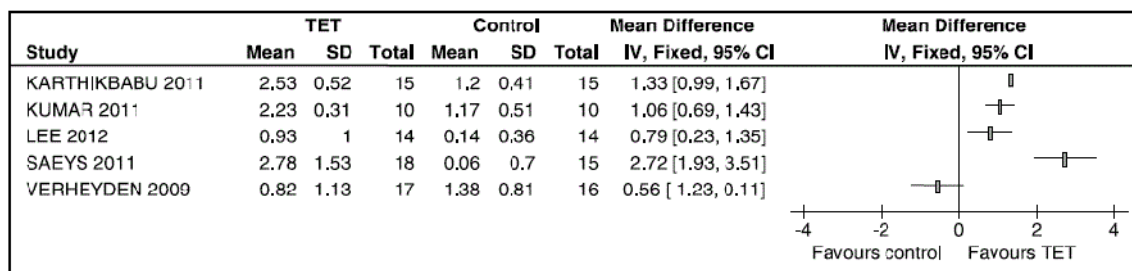 TET Control Mean Difference Mean Difference
Study Mean SD Total Mean SD Total IV, Fixed, 95% CI IV, Fixed, 95% CI
KARTHIKBABU 2011 2.53 0.52 15 1.2 0.41 15 1.33 [0.99, 1.67]
KUMAR 2011 2.23 0.31 10 1.17 0.51 10 1.06 [0.69, 1.43]
LEE 2012 0.93 1 14 0.14 0.36 14 0.79 [0.23, 1.35]
SAEYS 2011 2.78 1.53 18 0.06 0.7 15 2.72 [1.93, 3.51]
VERHEYDEN 2009 0.82 1.13 17 1.38 0.81 16 0.56 [ 1.23, 0.11]
-4 -2 0 2 4
Favours control Favours TET